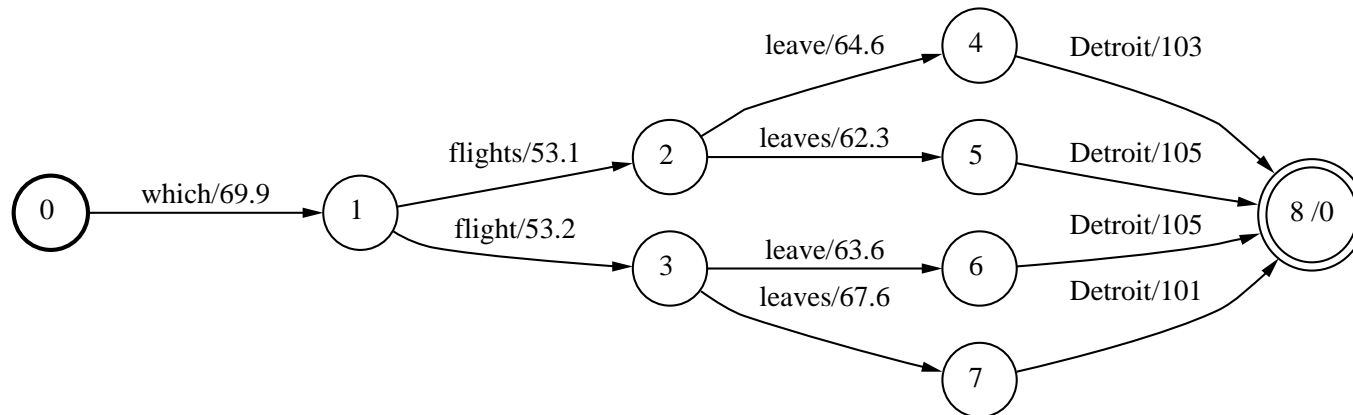 leave/64.6
4
Detroit/103
flights/53.1
2
leaves/62.3
5
Detroit/105
0
which/69.9
1
8 /0
flight/53.2
3
leave/63.6
6
Detroit/105
leaves/67.6
7
Detroit/101